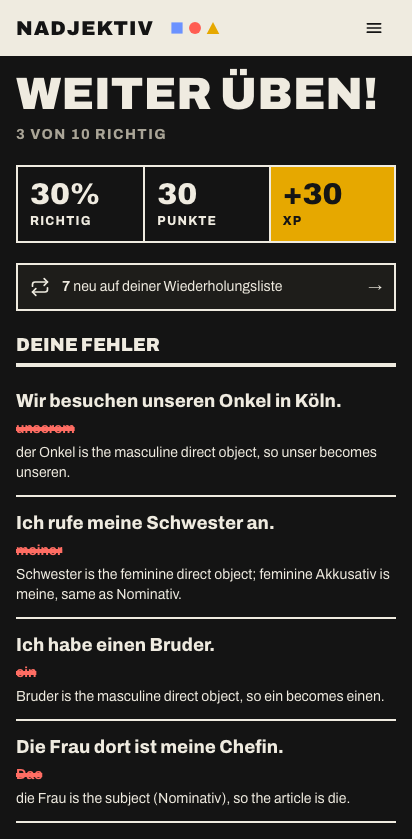 NADJEKTIV
WEITER ÜBEN!
3 VON 10 RICHTIG
30%
RICHTIG
30
PUNKTE
+30
XP
7 neu auf deiner Wiederholungsliste →
DEINE FEHLER
Wir besuchen unseren Onkel in Köln.
unserem
der Onkel is the masculine direct object, so unser becomes
unseren.
Ich rufe meine Schwester an.
meiner
Schwester is the feminine direct object; feminine Akkusativ is
meine, same as Nominativ.
Ich habe einen Bruder.
ein
Bruder is the masculine direct object, so ein becomes einen.
Die Frau dort ist meine Chefin.
Das
die Frau is the subject (Nominativ), so the article is die.